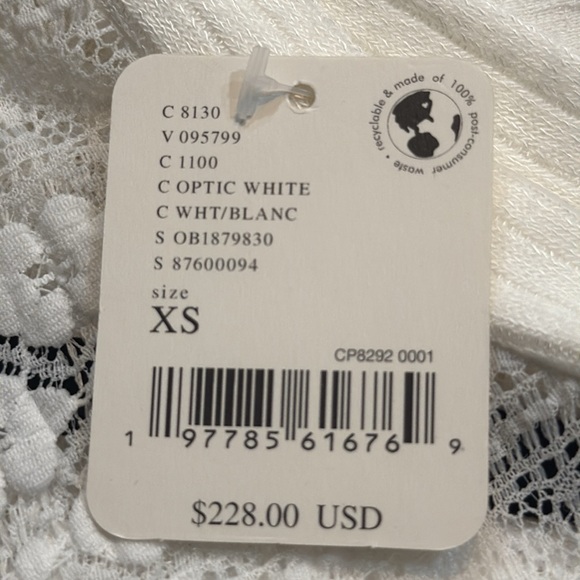 C 8130
V 095799
C 1100
C OPTIC WHITE
C WHT/BLANC
S OB1879830
S 87600094
size
XS
recyclable & made of 100% post-consumer waste •
CP8292 0001
1 97785 61676 9
$228.00 USD